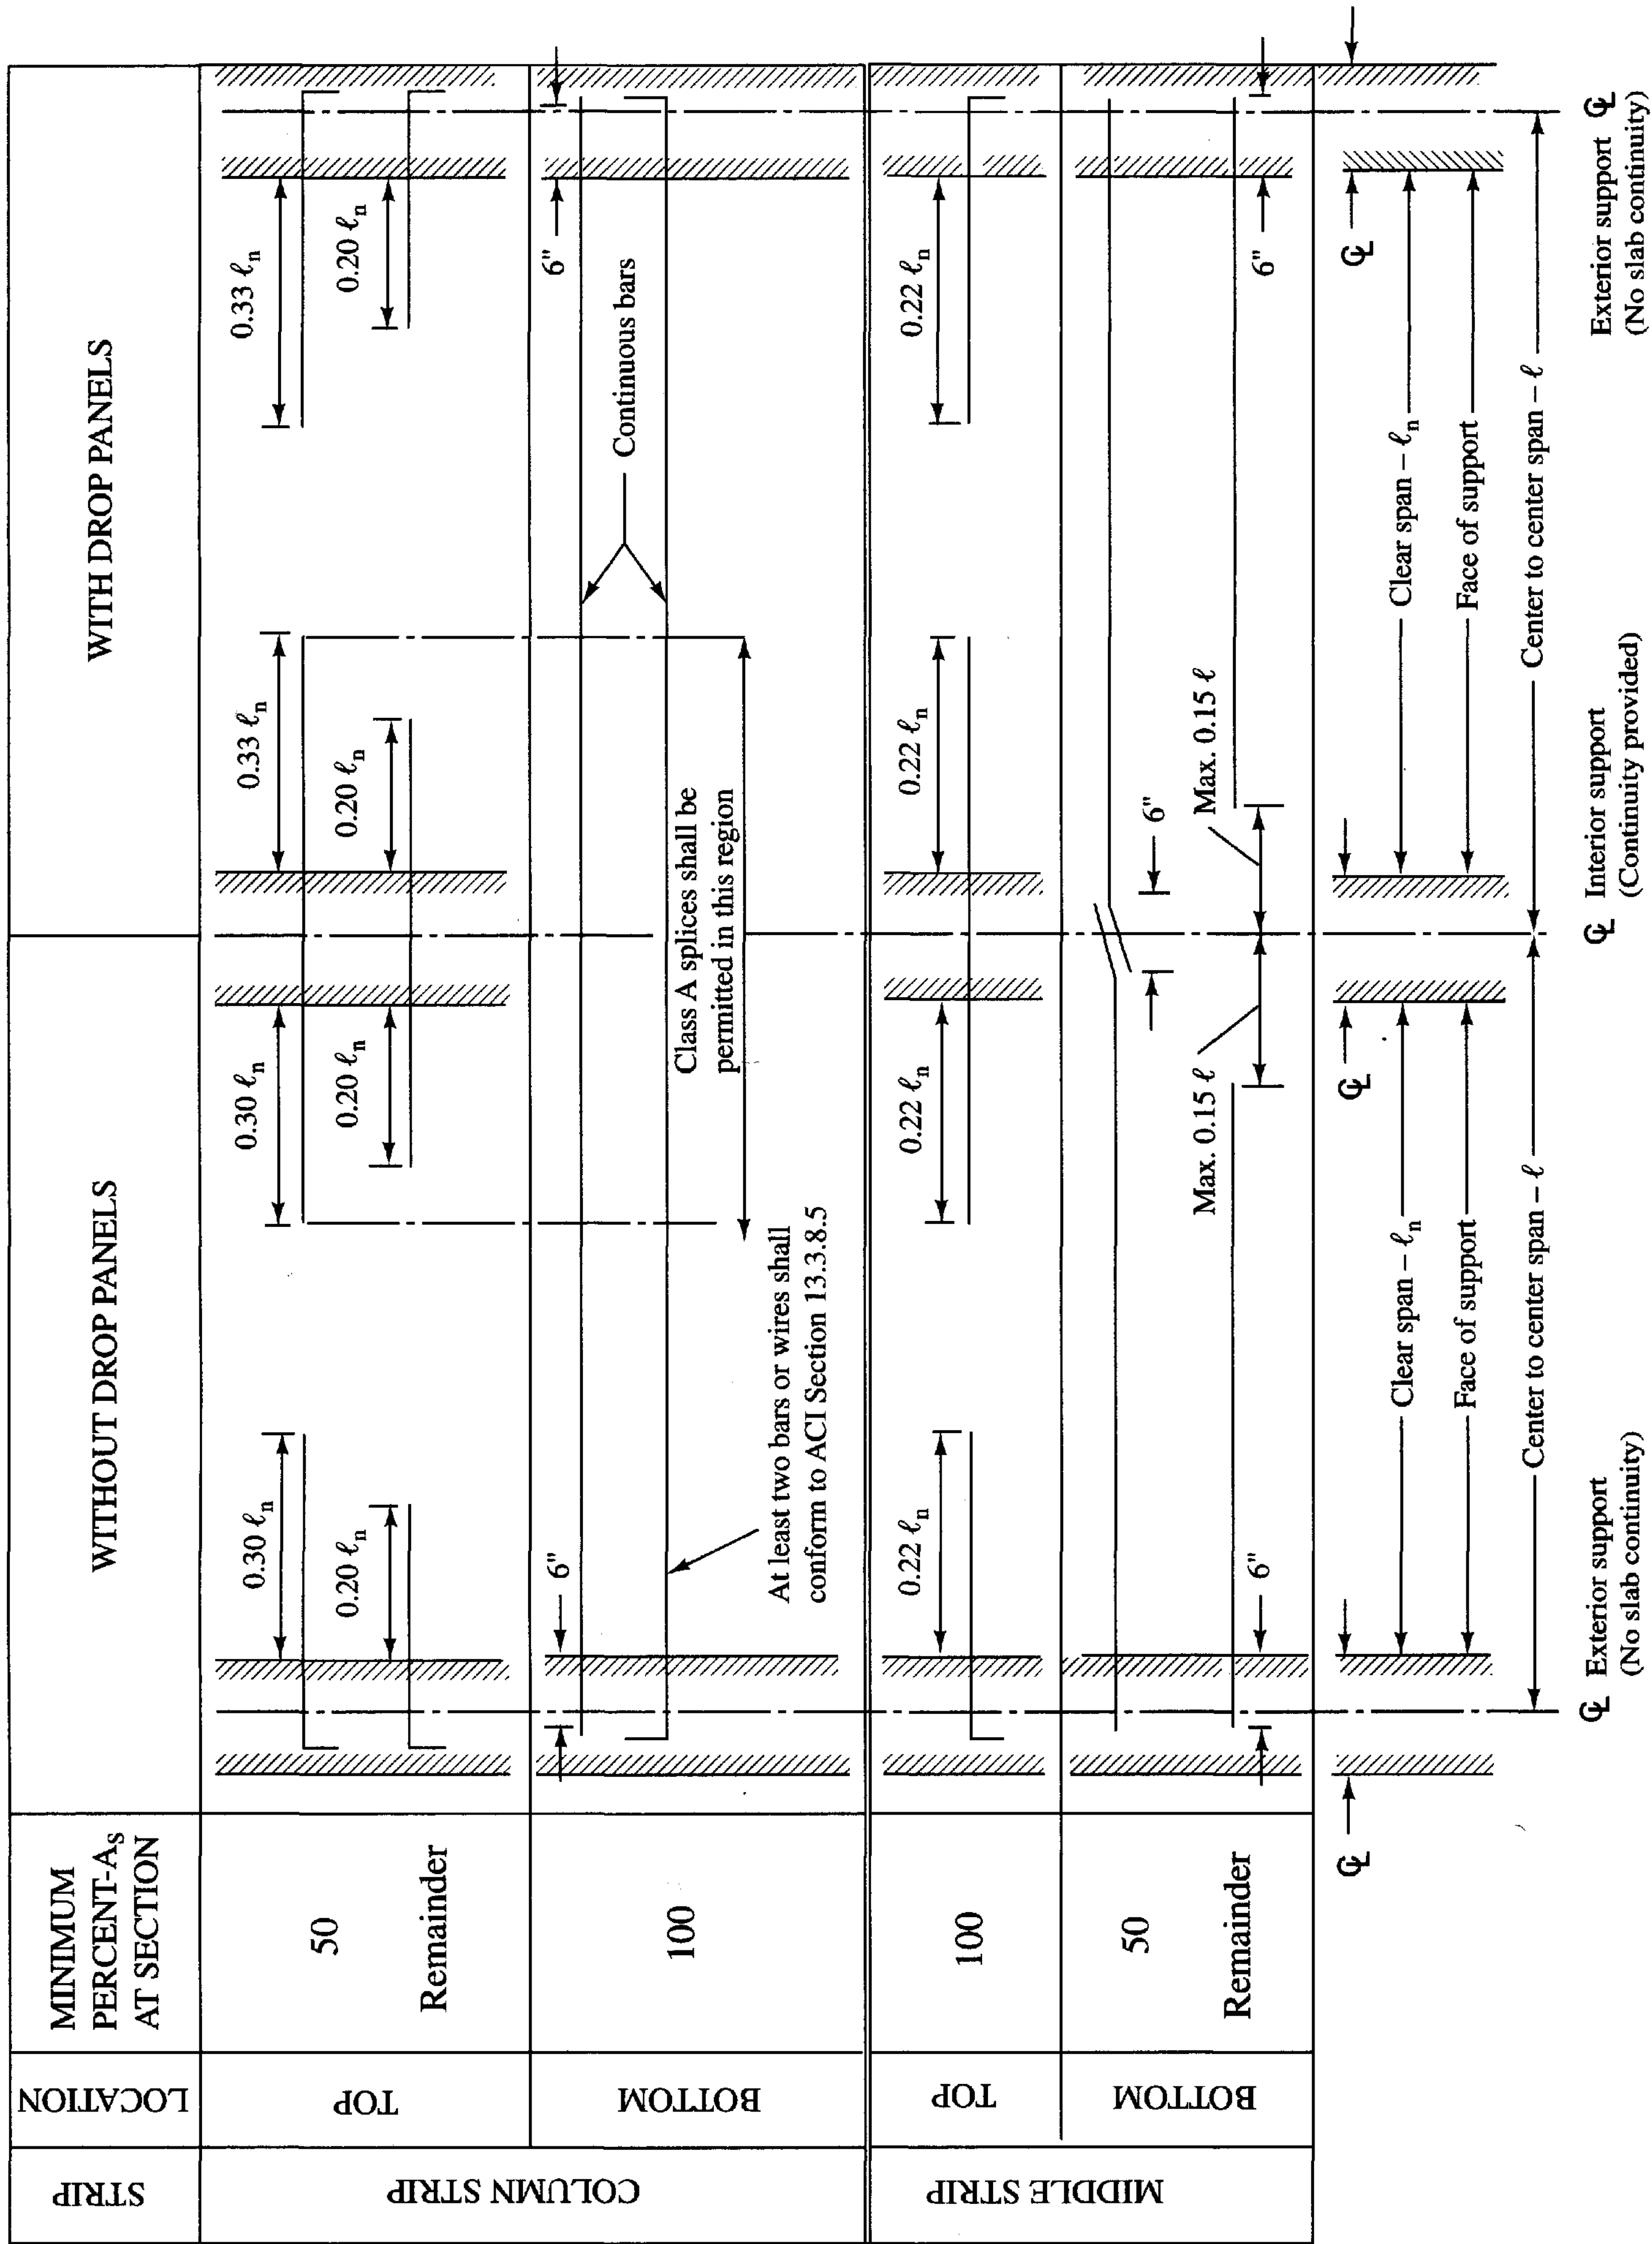 STRIP
LOCATION
MINIMUM
PERCENT-As
AT SECTION
WITHOUT DROP PANELS
WITH DROP PANELS
COLUMN STRIP
TOP
50
Remainder
0.30 ℓn
0.30 ℓn
0.33 ℓn
0.33 ℓn
0.20 ℓn
0.20 ℓn
0.20 ℓn
0.20 ℓn
BOTTOM
100
6"
6"
Continuous bars
At least two bars or wires shall
conform to ACI Section 13.3.8.5
Class A splices shall be
permitted in this region
MIDDLE STRIP
TOP
100
0.22 ℓn
0.22 ℓn
0.22 ℓn
0.22 ℓn
BOTTOM
50
Remainder
6"
6"
Max. 0.15 ℓ
Max. 0.15 ℓ
6"
℄
℄
℄
Clear span – ℓn
Clear span – ℓn
Face of support
Face of support
Center to center span – ℓ
Center to center span – ℓ
℄ Exterior support
(No slab continuity)
℄ Interior support
(Continuity provided)
Exterior support ℄
(No slab continuity)